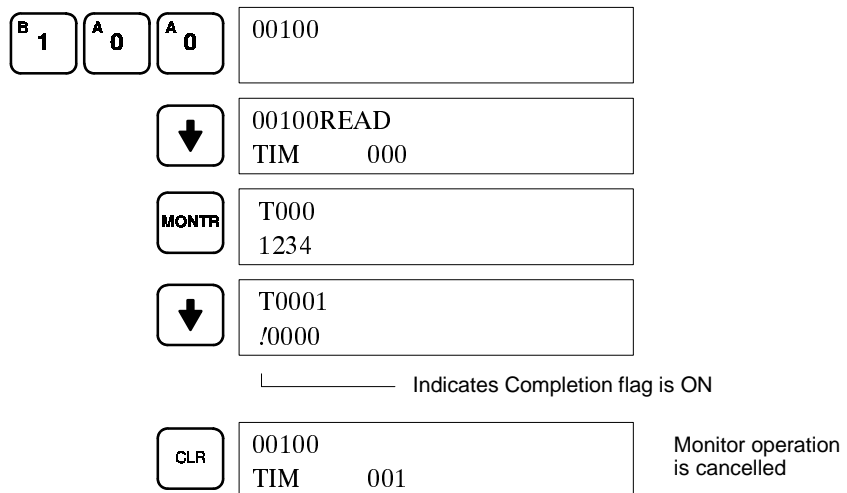 B 1 A 0 A 0 00100
00100READ
TIM 000
MONTR T000
1234
T0001
!0000
Indicates Completion flag is ON
CLR 00100 Monitor operation
TIM 001 is cancelled